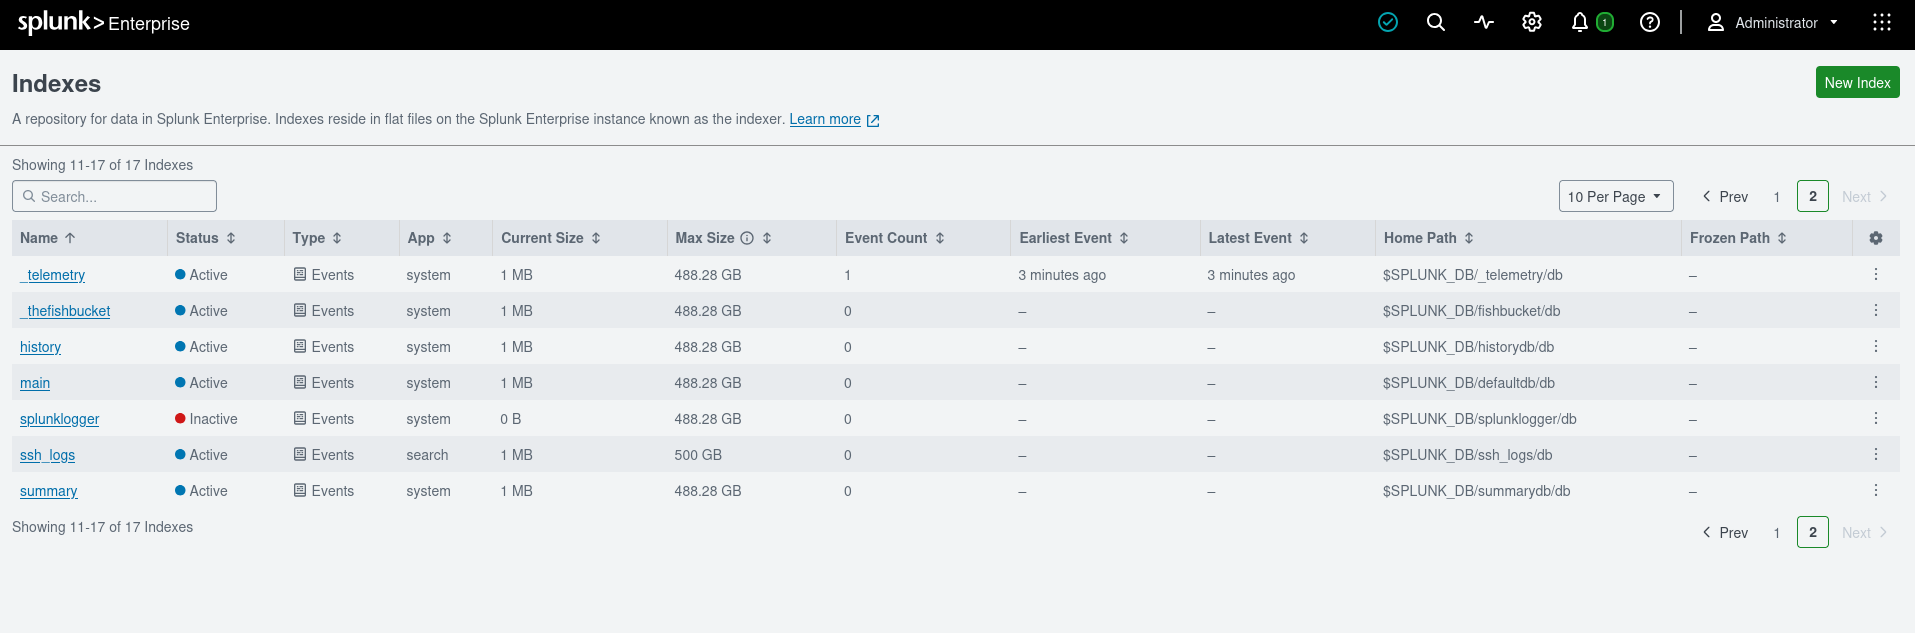 splunk> Enterprise 1 Administrator
Indexes
New Index
A repository for data in Splunk Enterprise. Indexes reside in flat files on the Splunk Enterprise instance known as the indexer. Learn more
Showing 11-17 of 17 Indexes
Search... 10 Per Page Prev 1 2 Next
Name Status Type App Current Size Max Size Event Count Earliest Event Latest Event Home Path Frozen Path
_telemetry Active Events system 1 MB 488.28 GB 1 3 minutes ago 3 minutes ago $SPLUNK_DB/_telemetry/db –
_thefishbucket Active Events system 1 MB 488.28 GB 0 – – $SPLUNK_DB/fishbucket/db –
history Active Events system 1 MB 488.28 GB 0 – – $SPLUNK_DB/historydb/db –
main Active Events system 1 MB 488.28 GB 0 – – $SPLUNK_DB/defaultdb/db –
splunklogger Inactive Events system 0 B 488.28 GB 0 – – $SPLUNK_DB/splunklogger/db –
ssh_logs Active Events search 1 MB 500 GB 0 – – $SPLUNK_DB/ssh_logs/db –
summary Active Events system 1 MB 488.28 GB 0 – – $SPLUNK_DB/summarydb/db –
Showing 11-17 of 17 Indexes
Prev 1 2 Next